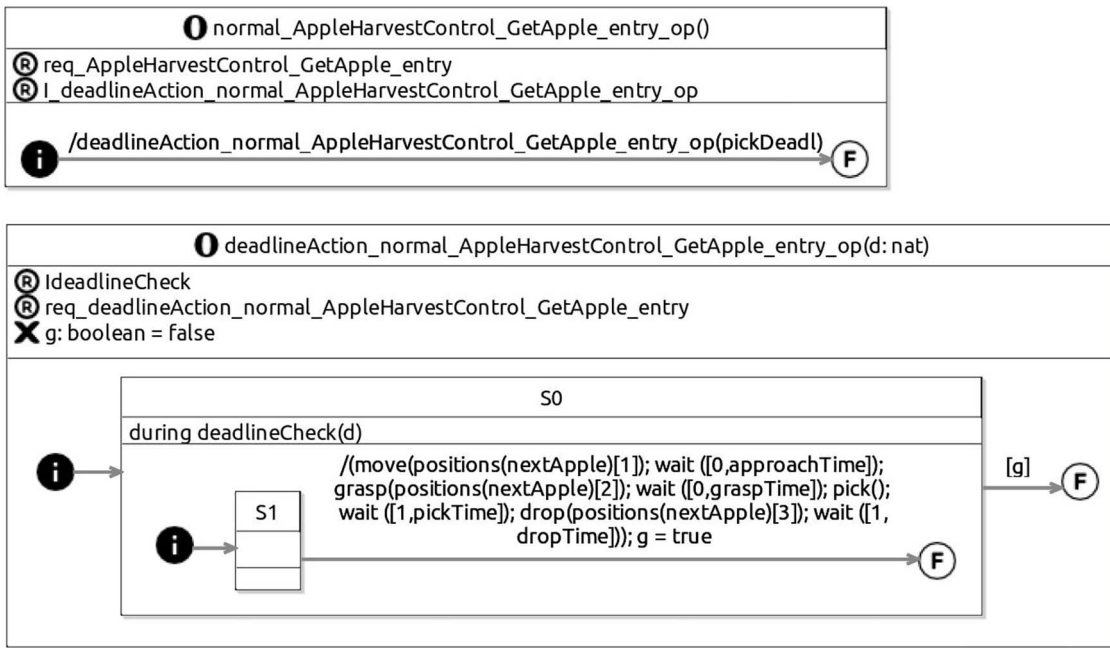 O normal_AppleHarvestControl_GetApple_entry_op()
R req_AppleHarvestControl_GetApple_entry
R I_deadlineAction_normal_AppleHarvestControl_GetApple_entry_op
/deadlineAction_normal_AppleHarvestControl_GetApple_entry_op(pickDeadl)
i F
O deadlineAction_normal_AppleHarvestControl_GetApple_entry_op(d: nat)
R IdeadlineCheck
R req_deadlineAction_normal_AppleHarvestControl_GetApple_entry
X g: boolean = false
S0
during deadlineCheck(d)
/(move(positions(nextApple)[1]); wait ([0,approachTime]);
grasp(positions(nextApple)[2]); wait ([0,graspTime]); pick();
wait ([1,pickTime]); drop(positions(nextApple)[3]); wait ([1,
dropTime])); g = true
i
[g]
F
S1
i
F